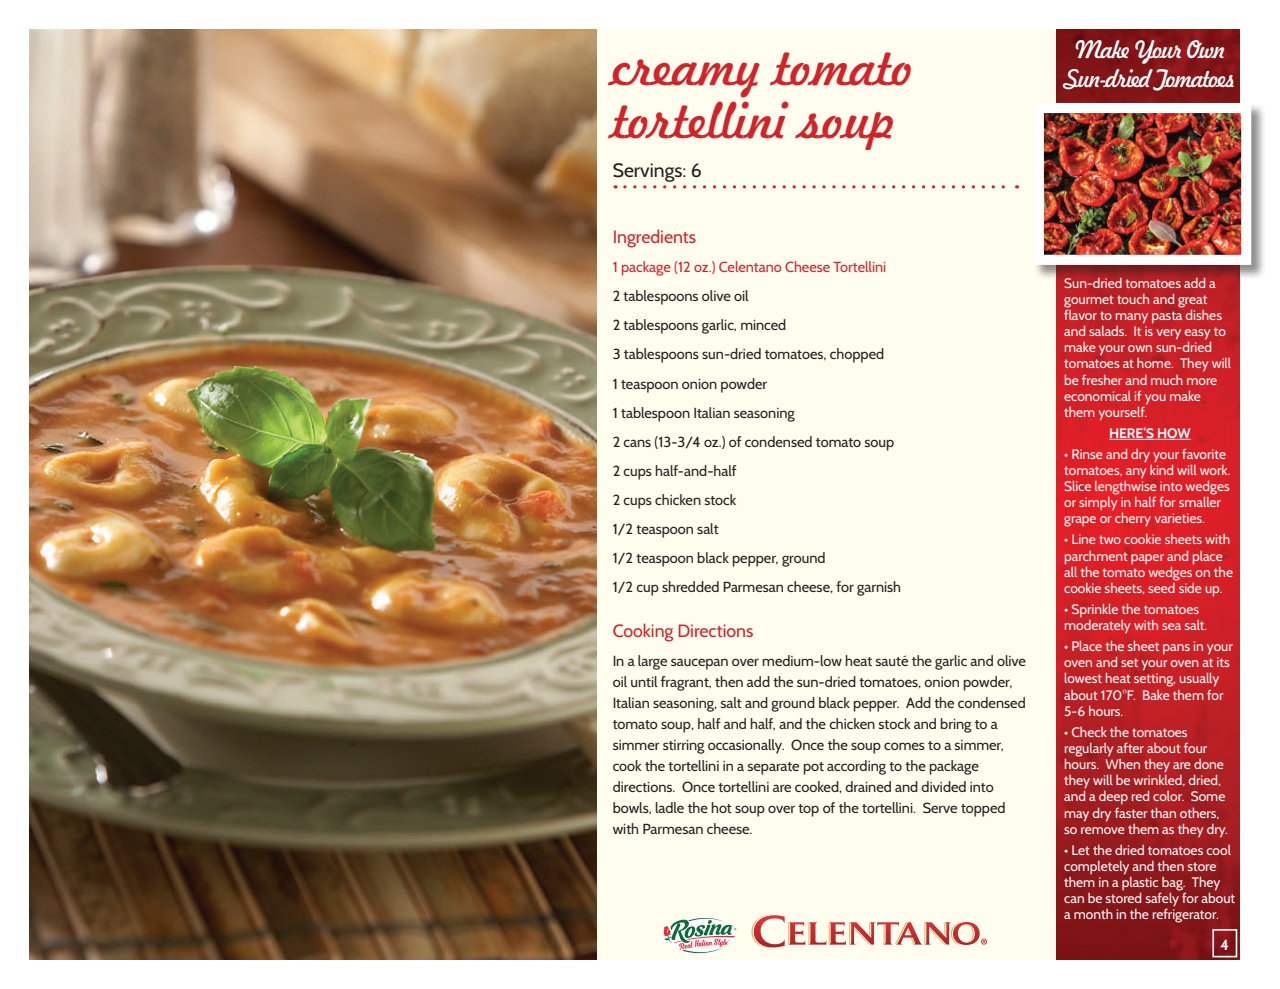 creamy tomato
tortellini soup
Servings: 6
Ingredients
1 package (12 oz.) Celentano Cheese Tortellini
2 tablespoons olive oil
2 tablespoons garlic, minced
3 tablespoons sun-dried tomatoes, chopped
1 teaspoon onion powder
1 tablespoon Italian seasoning
2 cans (13-3/4 oz.) of condensed tomato soup
2 cups half-and-half
2 cups chicken stock
1/2 teaspoon salt
1/2 teaspoon black pepper, ground
1/2 cup shredded Parmesan cheese, for garnish
Cooking Directions
In a large saucepan over medium-low heat sauté the garlic and olive
oil until fragrant, then add the sun-dried tomatoes, onion powder,
Italian seasoning, salt and ground black pepper.  Add the condensed
tomato soup, half and half, and the chicken stock and bring to a
simmer stirring occasionally.  Once the soup comes to a simmer,
cook the tortellini in a separate pot according to the package
directions.  Once tortellini are cooked, drained and divided into
bowls, ladle the hot soup over top of the tortellini.  Serve topped
with Parmesan cheese.
Rosina
Real Italian Style
CELENTANO®
Make Your Own
Sun-dried Tomatoes
Sun-dried tomatoes add a
gourmet touch and great
flavor to many pasta dishes
and salads.  It is very easy to
make your own sun-dried
tomatoes at home.  They will
be fresher and much more
economical if you make
them yourself.
HERE'S HOW
• Rinse and dry your favorite
tomatoes, any kind will work.
Slice lengthwise into wedges
or simply in half for smaller
grape or cherry varieties.
• Line two cookie sheets with
parchment paper and place
all the tomato wedges on the
cookie sheets, seed side up.
• Sprinkle the tomatoes
moderately with sea salt.
• Place the sheet pans in your
oven and set your oven at its
lowest heat setting, usually
about 170°F.  Bake them for
5-6 hours.
• Check the tomatoes
regularly after about four
hours.  When they are done
they will be wrinkled, dried,
and a deep red color.  Some
may dry faster than others,
so remove them as they dry.
• Let the dried tomatoes cool
completely and then store
them in a plastic bag.  They
can be stored safely for about
a month in the refrigerator.
4